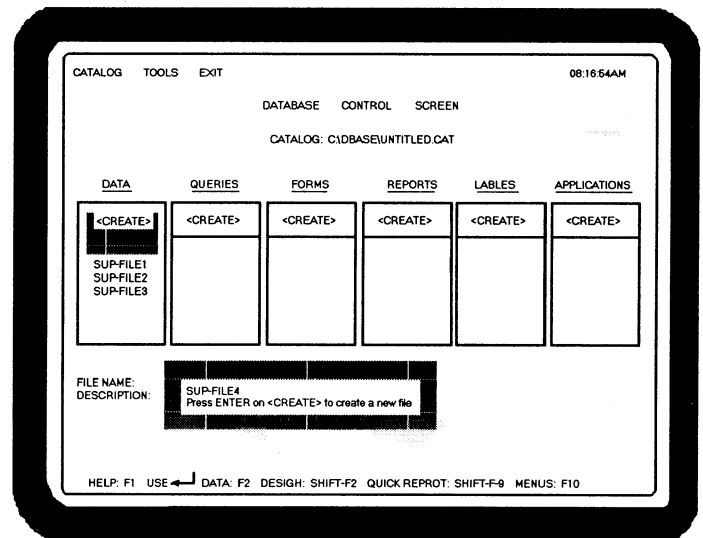 CATALOG TOOLS EXIT 08:16:54AM
DATABASE CONTROL SCREEN
CATALOG: C:\DBASE\UNTITLED.CAT
DATA QUERIES FORMS REPORTS LABLES APPLICATIONS
<CREATE> <CREATE> <CREATE> <CREATE> <CREATE> <CREATE>
SUP-FILE1
SUP-FILE2
SUP-FILE3
FILE NAME: SUP-FILE4
DESCRIPTION: Press ENTER on <CREATE> to create a new file
HELP: F1 USE DATA: F2 DESIGH: SHIFT-F2 QUICK REPROT: SHIFT-F-9 MENUS: F10